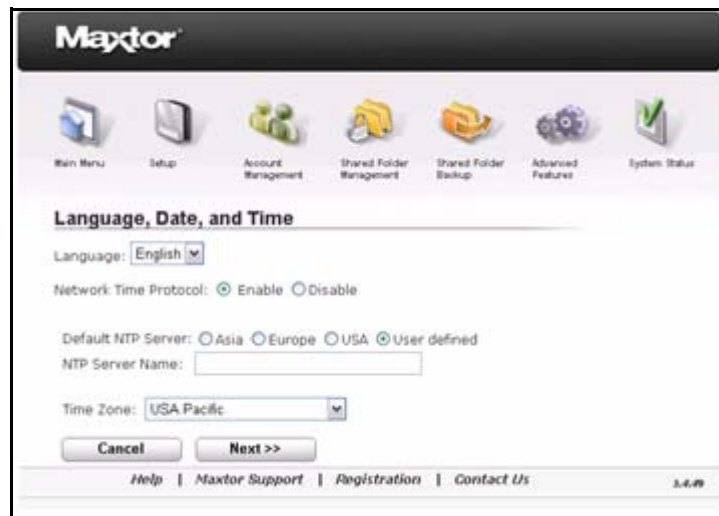 Maxtor
Main Menu
Setup
Account Management
Shared Folder Management
Shared Folder Backup
Advanced Features
System Status
Language, Date, and Time
Language: English
Network Time Protocol: Enable Disable
Default NTP Server: Asia Europe USA User defined
NTP Server Name:
Time Zone: USA Pacific
Cancel Next >>
Help | Maxtor Support | Registration | Contact Us